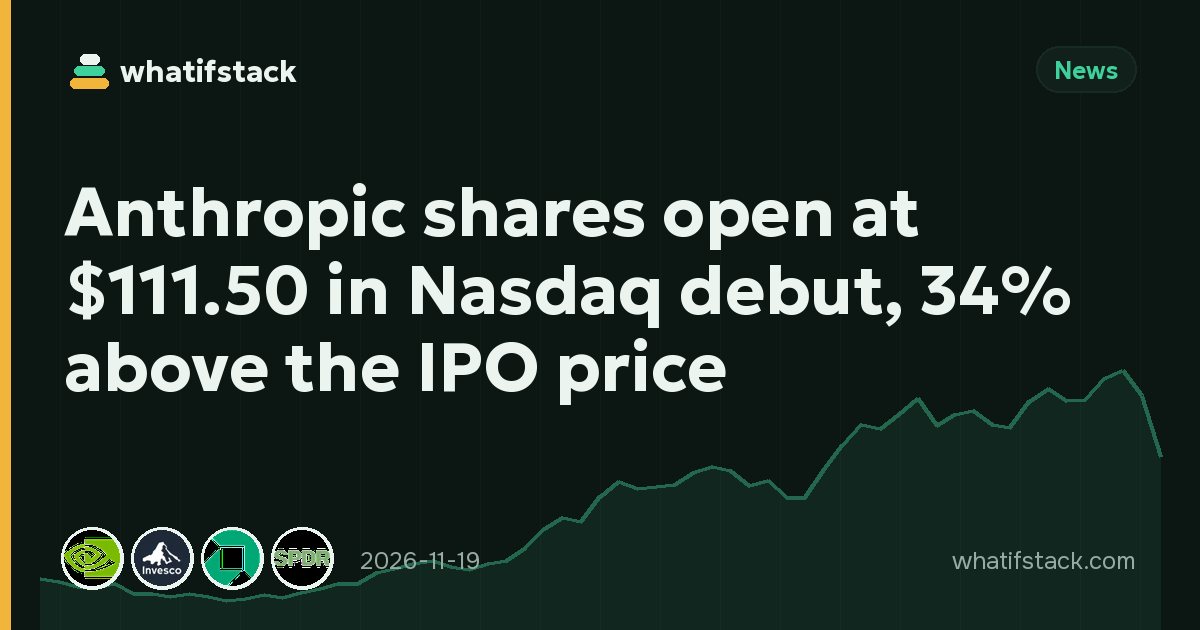 whatifstack
News
Anthropic shares open at
$111.50 in Nasdaq debut, 34%
above the IPO price
Invesco
SPDR
2026-11-19
whatifstack.com